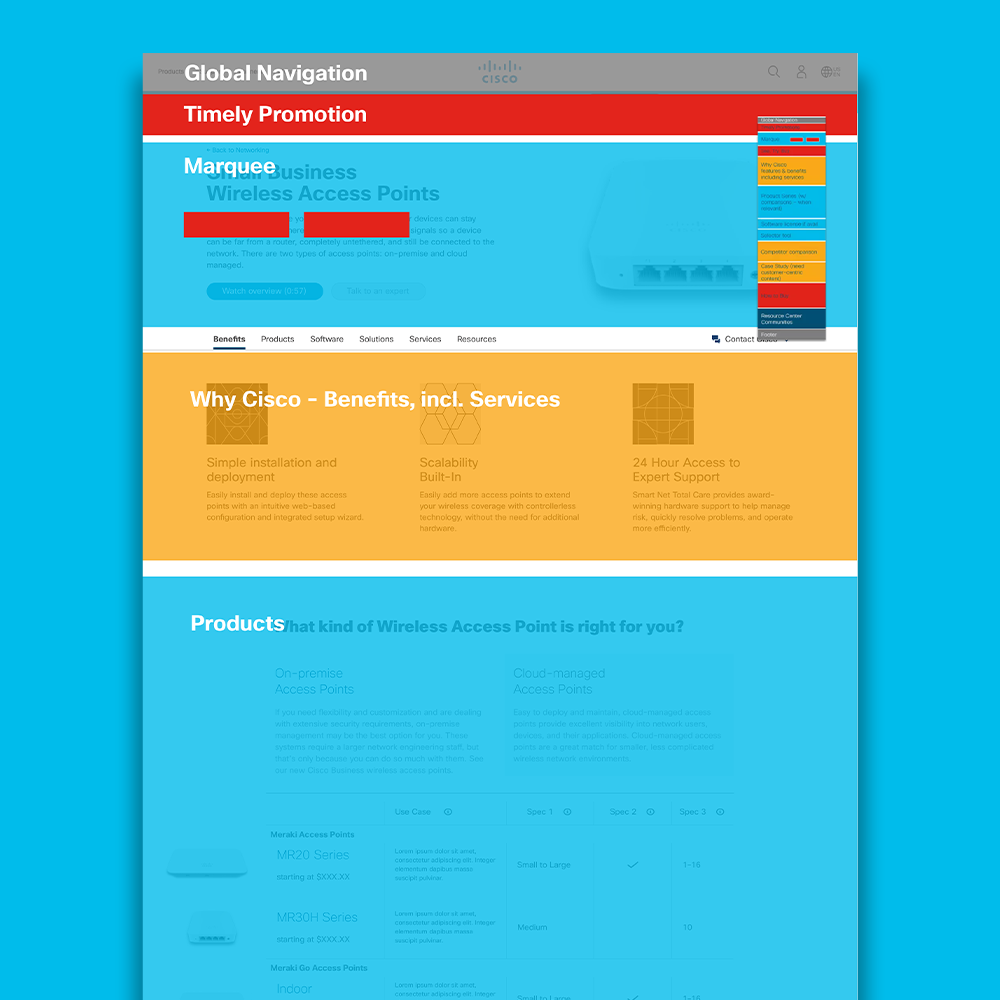 Products
Global Navigation
CISCO
US
EN
Timely Promotion
Back to Networking
Marquee
Small Business
Wireless Access Points
devices can stay
signals so a device
can be far from a router, completely untethered, and still be connected to the
network. There are two types of access points: on-premise and cloud
managed.
Watch overview (0:57)
Talk to an expert
Global Navigation
Marquee
Why Cisco
features & benefits
including services
Product Series (no
comparisons - when
relevant)
Selector tool
Competitor comparison
Case Study (need
customer-centric
content)
Resource Center
Communities
Footer
Benefits
Products
Software
Solutions
Services
Resources
Contact Cisco
Why Cisco - Benefits, incl. Services
Simple installation and
deployment
Easily install and deploy these access
points with an intuitive web-based
configuration and integrated setup wizard.
Scalability
Built-In
Easily add more access points to extend
your wireless coverage with controllerless
technology, without the need for additional
hardware.
24 Hour Access to
Expert Support
Smart Net Total Care provides award-
winning hardware support to help manage
risk, quickly resolve problems, and operate
more efficiently.
Products
What kind of Wireless Access Point is right for you?
On-premise
Access Points
If you need flexibility and customization and are dealing
with extensive security requirements, on-premise
management may be the best option for you. These
systems require a larger network engineering staff, but
that's only because you can do so much with them. See
our new Cisco Business wireless access points.
Cloud-managed
Access Points
Easy to deploy and maintain, cloud-managed access
points provide excellent visibility into network users,
devices, and their applications. Cloud-managed access
points are a great match for smaller, less complicated
wireless network environments.
Use Case
Spec 1
Spec 2
Spec 3
Meraki Access Points
MR20 Series
starting at $XXX.XX
Lorem ipsum dolor sit amet,
consectetur adipiscing elit. Integer
elementum dapibus massa
suscipit pulvinar.
Small to Large
1-16
MR30H Series
starting at $XXX.XX
Lorem ipsum dolor sit amet,
consectetur adipiscing elit. Integer
elementum dapibus massa
suscipit pulvinar.
Medium
10
Meraki Go Access Points
Indoor
Lorem ipsum dolor sit amet,
consectetur adipiscing elit. Integer
Small to Large
1-16